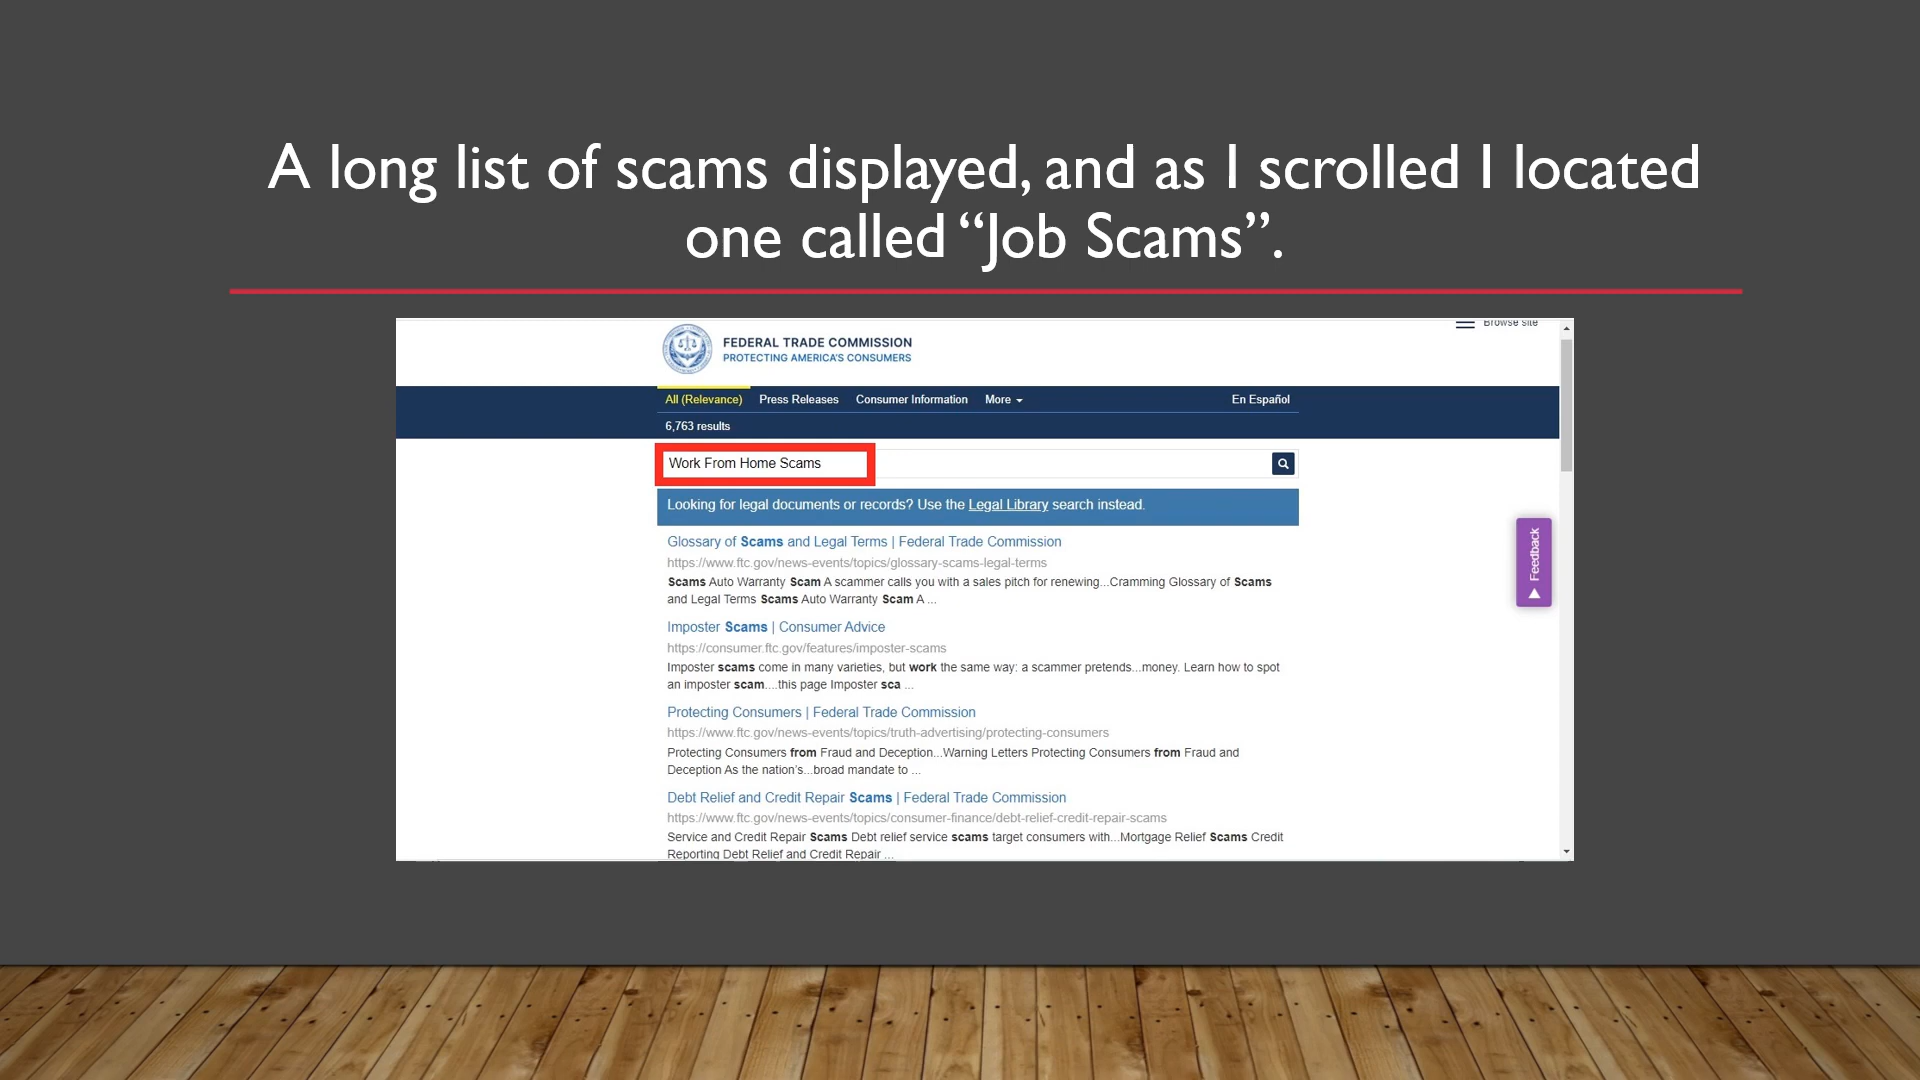 A long list of scams displayed, and as I scrolled I located
one called “Job Scams”.
Browse site
FEDERAL TRADE COMMISSION
PROTECTING AMERICA'S CONSUMERS
All (Relevance) Press Releases Consumer Information More En Español
6,763 results
Work From Home Scams
Looking for legal documents or records? Use the Legal Library search instead.
Glossary of Scams and Legal Terms | Federal Trade Commission
https://www.ftc.gov/news-events/topics/glossary-scams-legal-terms
Scams Auto Warranty Scam A scammer calls you with a sales pitch for renewing...Cramming Glossary of Scams
and Legal Terms Scams Auto Warranty Scam A ...
Feedback
Imposter Scams | Consumer Advice
https://consumer.ftc.gov/features/imposter-scams
Imposter scams come in many varieties, but work the same way: a scammer pretends...money. Learn how to spot
an imposter scam....this page Imposter sca ...
Protecting Consumers | Federal Trade Commission
https://www.ftc.gov/news-events/topics/truth-advertising/protecting-consumers
Protecting Consumers from Fraud and Deception...Warning Letters Protecting Consumers from Fraud and
Deception As the nation's...broad mandate to ...
Debt Relief and Credit Repair Scams | Federal Trade Commission
https://www.ftc.gov/news-events/topics/consumer-finance/debt-relief-credit-repair-scams
Service and Credit Repair Scams Debt relief service scams target consumers with...Mortgage Relief Scams Credit
Reporting Debt Relief and Credit Repair ...